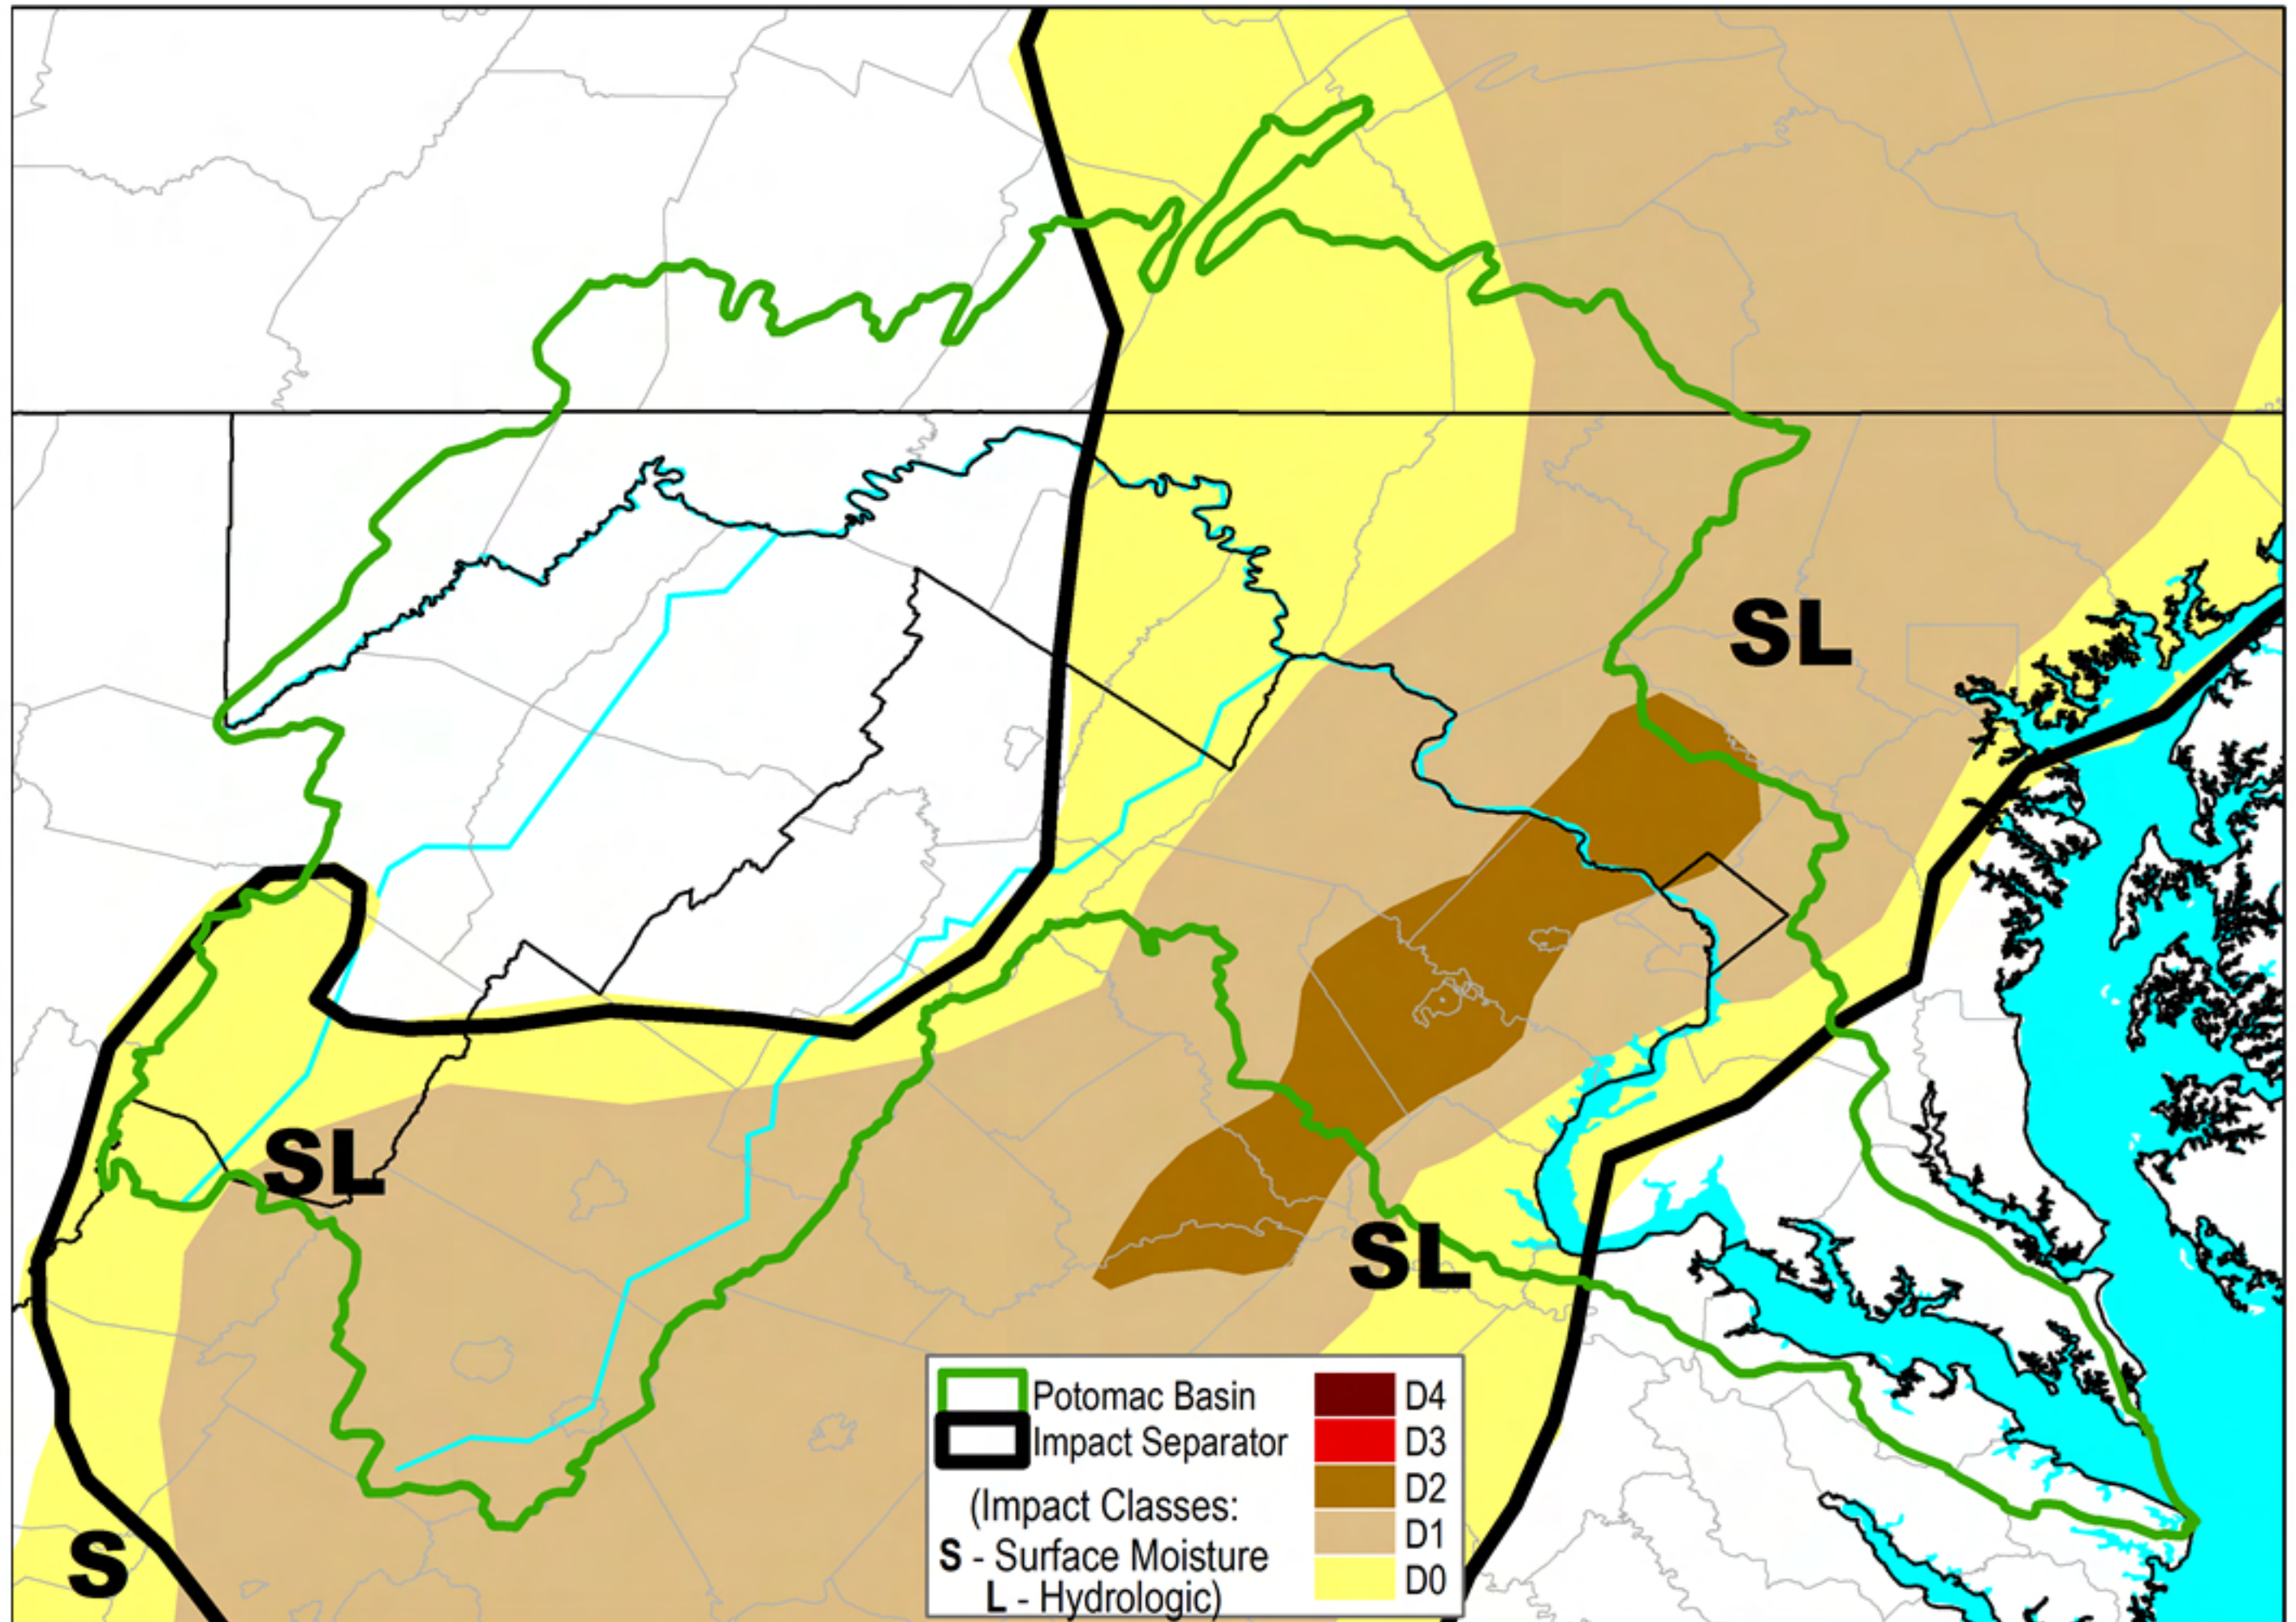 SL
SL
SL
S
Potomac Basin
Impact Separator
(Impact Classes:
S - Surface Moisture
L - Hydrologic)
D4
D3
D2
D1
D0